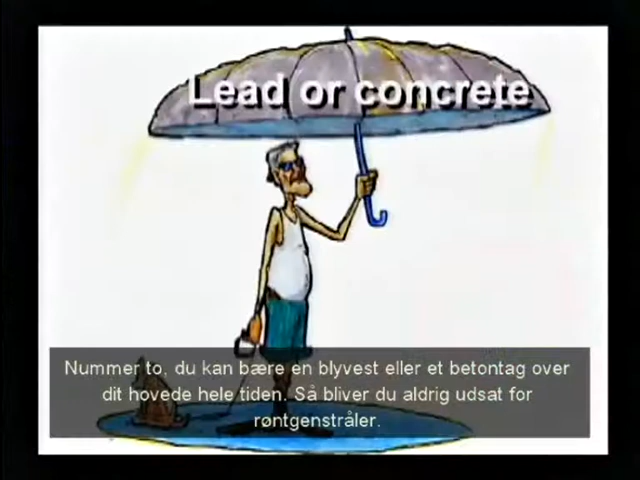 Lead or concrete
Nummer to, du kan bære en blyvest eller et betontag over
dit hovede hele tiden. Så bliver du aldrig udsat for
røntgenstråler.